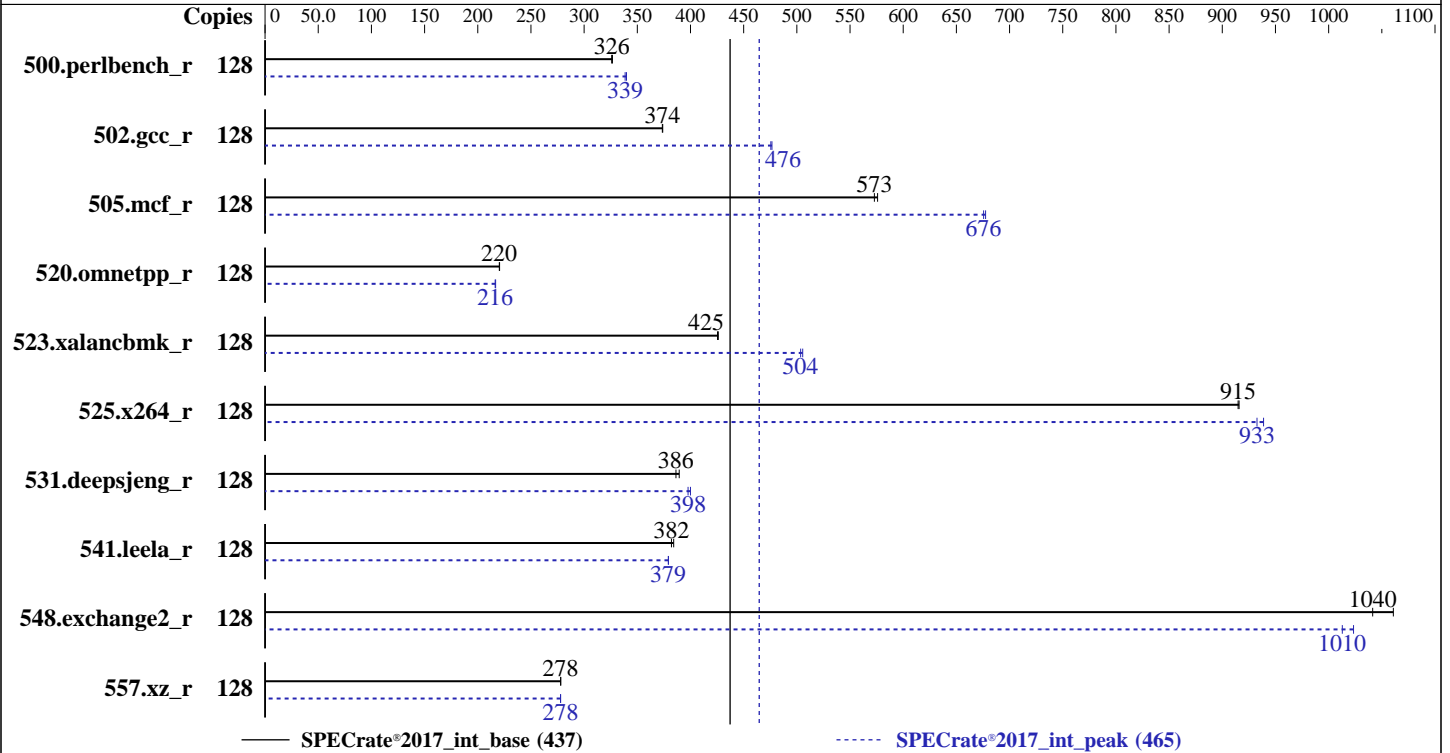 Copies 0 50.0 100 150 200 250 300 350 400 450 500 550 600 650 700 750 800 850 900 950 1000 1100
500.perlbench_r 128 326
339
502.gcc_r 128 374
476
505.mcf_r 128 573
676
520.omnetpp_r 128 220
216
523.xalancbmk_r 128 425
504
525.x264_r 128 915
933
531.deepsjeng_r 128 386
398
541.leela_r 128 382
379
548.exchange2_r 128 1040
1010
557.xz_r 128 278
278
SPECrate®2017_int_base (437) SPECrate®2017_int_peak (465)